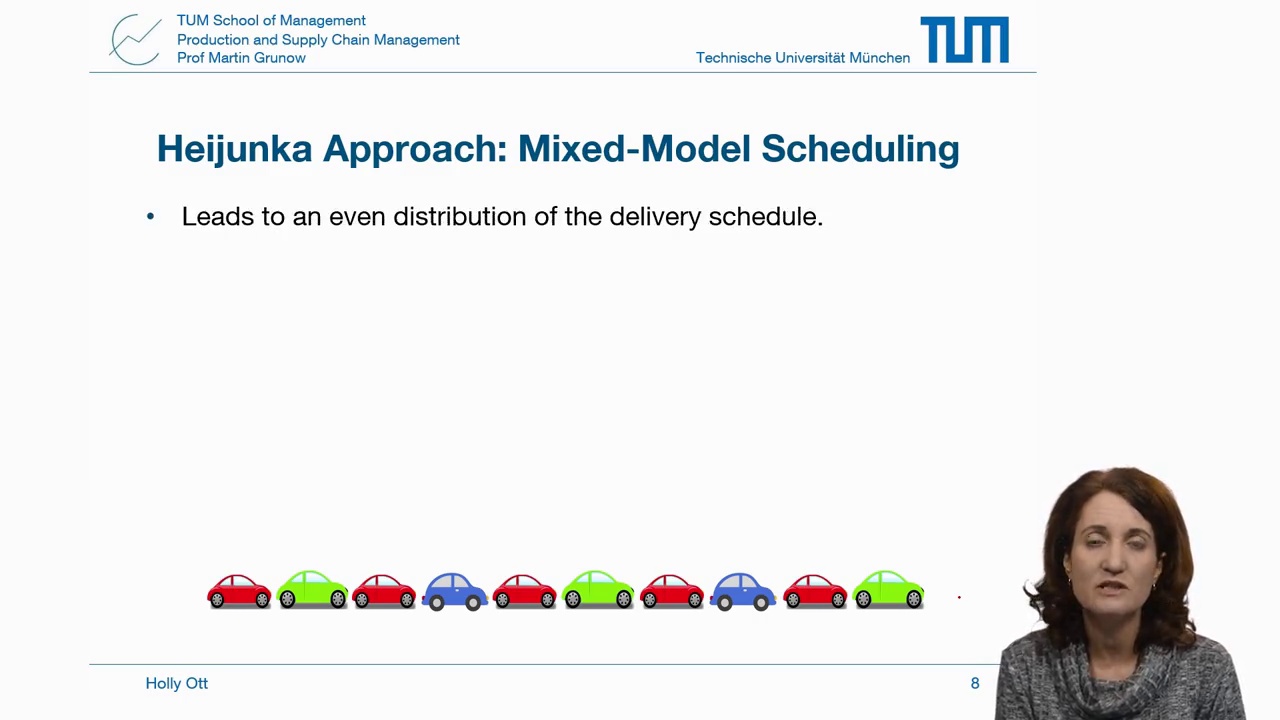 TUM School of Management
Production and Supply Chain Management
Prof Martin Grunow
Technische Universität München
TUM
Heijunka Approach: Mixed-Model Scheduling
• Leads to an even distribution of the delivery schedule.
Holly Ott
8